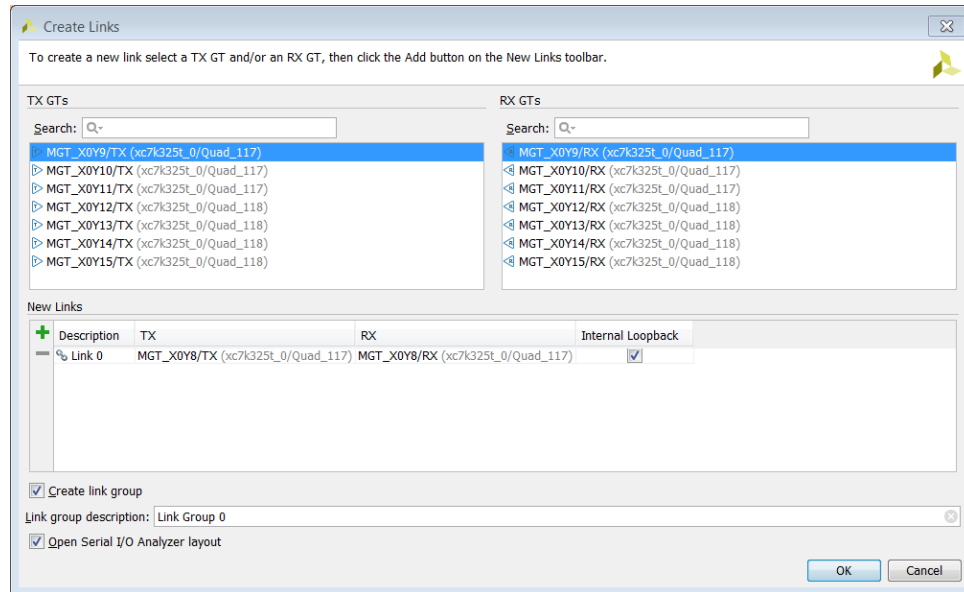 Create Links
To create a new link select a TX GT and/or an RX GT, then click the Add button on the New Links toolbar.
TX GTs
Search:
MGT_X0Y9/TX (xc7k325t_0/Quad_117)
MGT_X0Y10/TX (xc7k325t_0/Quad_117)
MGT_X0Y11/TX (xc7k325t_0/Quad_117)
MGT_X0Y12/TX (xc7k325t_0/Quad_118)
MGT_X0Y13/TX (xc7k325t_0/Quad_118)
MGT_X0Y14/TX (xc7k325t_0/Quad_118)
MGT_X0Y15/TX (xc7k325t_0/Quad_118)
RX GTs
Search:
MGT_X0Y9/RX (xc7k325t_0/Quad_117)
MGT_X0Y10/RX (xc7k325t_0/Quad_117)
MGT_X0Y11/RX (xc7k325t_0/Quad_117)
MGT_X0Y12/RX (xc7k325t_0/Quad_118)
MGT_X0Y13/RX (xc7k325t_0/Quad_118)
MGT_X0Y14/RX (xc7k325t_0/Quad_118)
MGT_X0Y15/RX (xc7k325t_0/Quad_118)
New Links
Description TX RX Internal Loopback
Link 0 MGT_X0Y8/TX (xc7k325t_0/Quad_117) MGT_X0Y8/RX (xc7k325t_0/Quad_117)
Create link group
Link group description: Link Group 0
Open Serial I/O Analyzer layout
OK Cancel